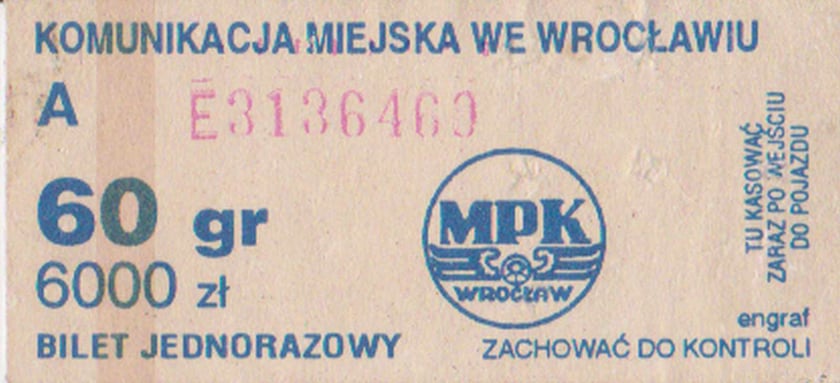 KOMUNIKACJA MIEJSKA WE WROCŁAWIU
A
E3136460
60 gr
6000 zł
BILET JEDNORAZOWY
MPK
WROCŁAW
TU KASOWAĆ
ZARAZ PO WEJŚCIU
DO POJAZDU
engraf
ZACHOWAĆ DO KONTROLI